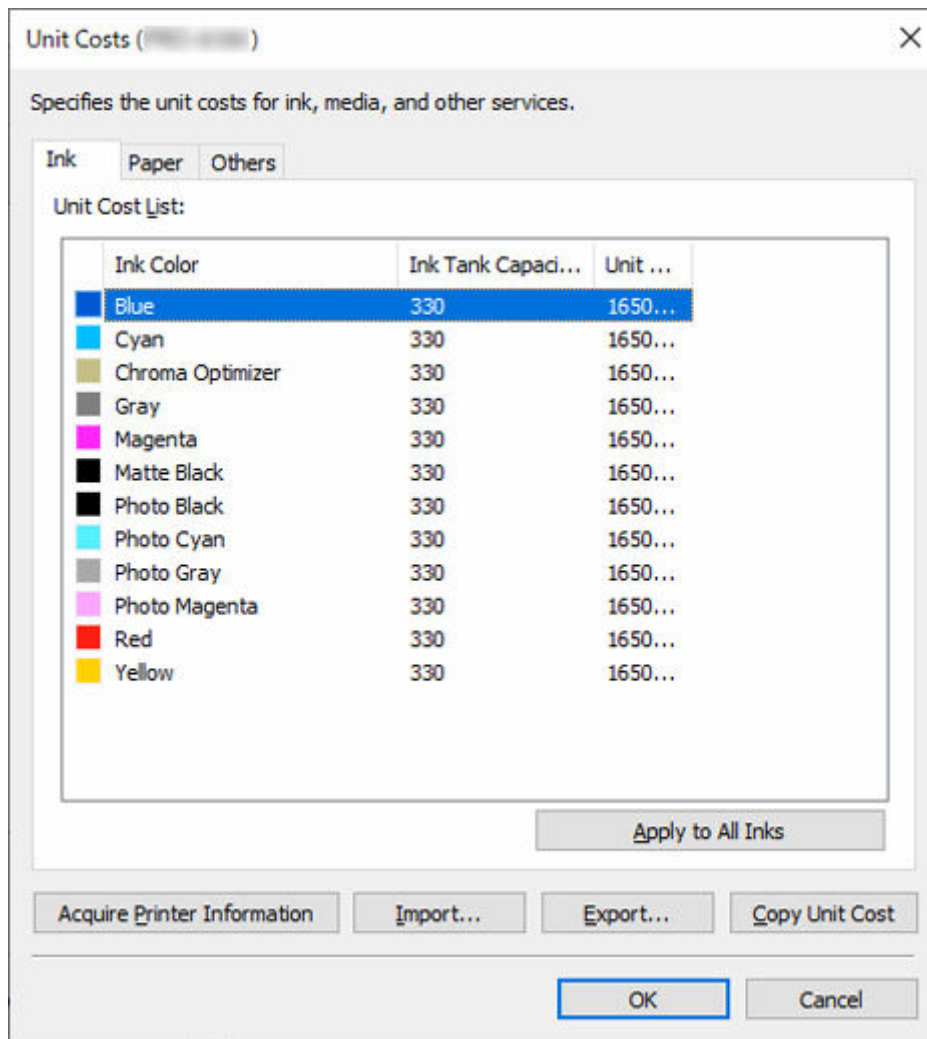 Unit Costs ( )
Specifies the unit costs for ink, media, and other services.
Ink Paper Others
Unit Cost List:
Ink Color Ink Tank Capaci... Unit ...
Blue 330 1650...
Cyan 330 1650...
Chroma Optimizer 330 1650...
Gray 330 1650...
Magenta 330 1650...
Matte Black 330 1650...
Photo Black 330 1650...
Photo Cyan 330 1650...
Photo Gray 330 1650...
Photo Magenta 330 1650...
Red 330 1650...
Yellow 330 1650...
Apply to All Inks
Acquire Printer Information Import... Export... Copy Unit Cost
OK Cancel